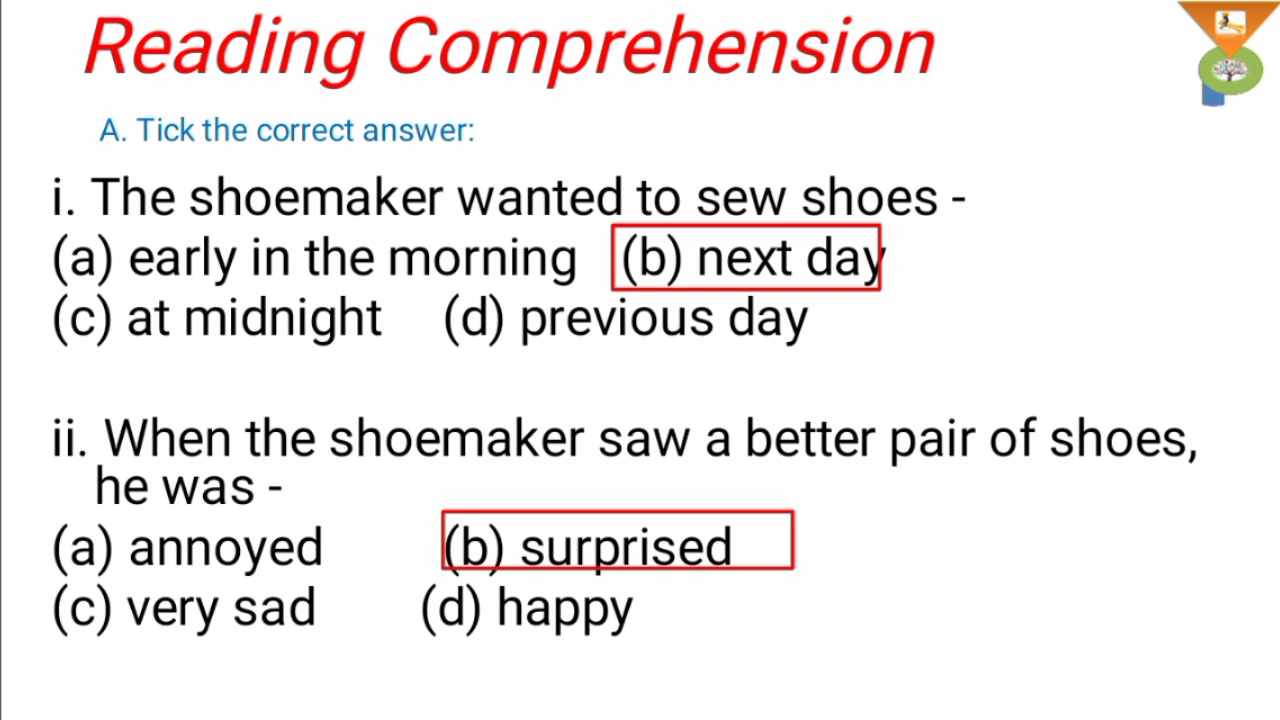 Reading Comprehension
A. Tick the correct answer:
i. The shoemaker wanted to sew shoes -
(a) early in the morning (b) next day
(c) at midnight (d) previous day
ii. When the shoemaker saw a better pair of shoes,
he was -
(a) annoyed (b) surprised
(c) very sad (d) happy